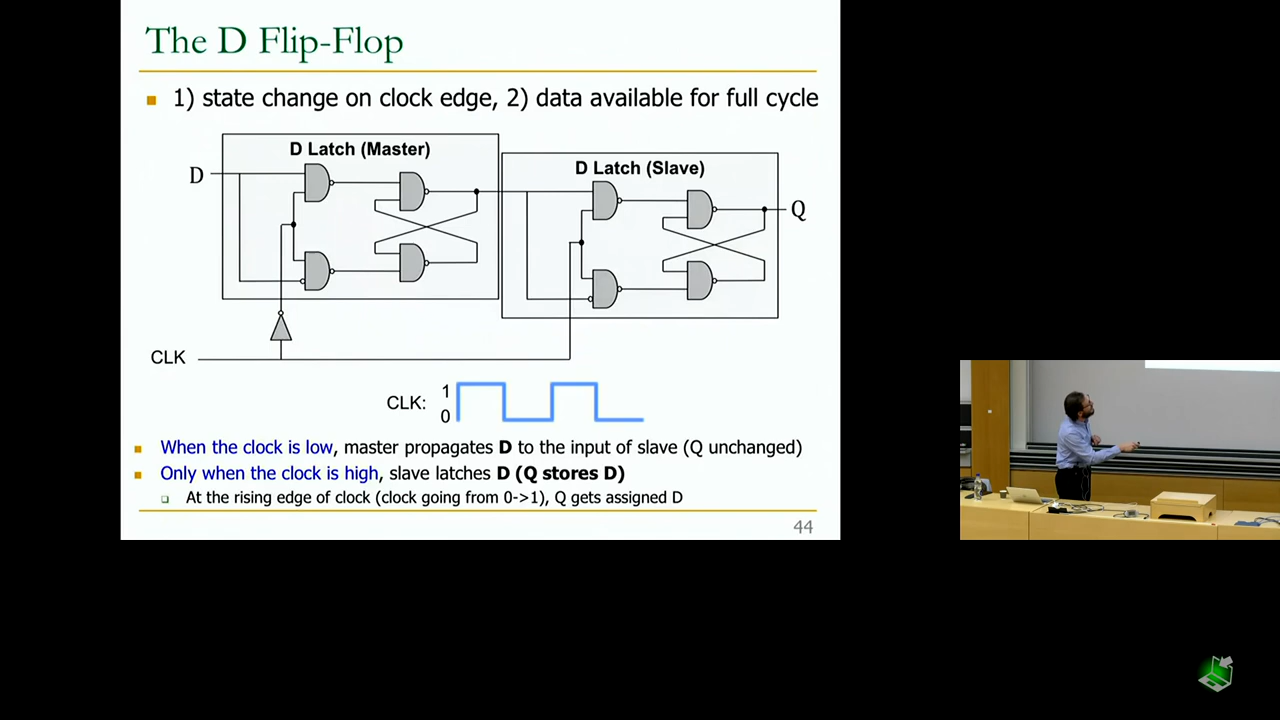 The D Flip-Flop
1) state change on clock edge, 2) data available for full cycle
D Latch (Master)
D Latch (Slave)
D
Q
CLK
CLK:
1
0
When the clock is low, master propagates D to the input of slave (Q unchanged)
Only when the clock is high, slave latches D (Q stores D)
At the rising edge of clock (clock going from 0->1), Q gets assigned D
44